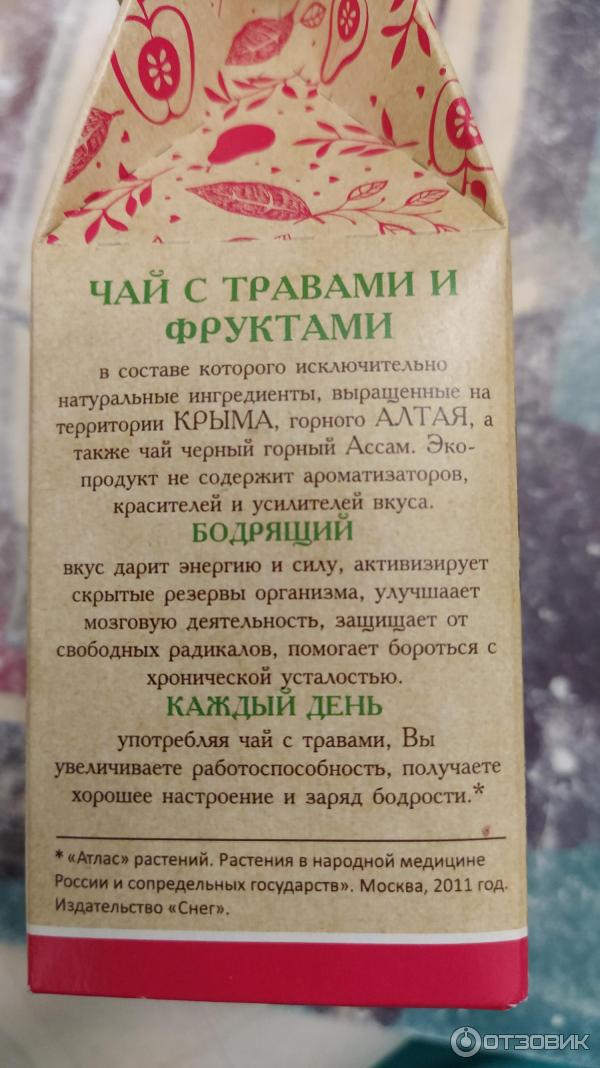 ЧАЙ С ТРАВАМИ И
ФРУКТАМИ
в составе которого исключительно
натуральные ингредиенты, выращенные на
территории КРЫМА, горного АЛТАЯ, а
также чай черный горный Ассам. Эко-
продукт не содержит ароматизаторов,
красителей и усилителей вкуса.
БОДРЯЩИЙ
вкус дарит энергию и силу, активизирует
скрытые резервы организма, улучшаает
мозговую деятельность, защищает от
свободных радикалов, помогает бороться с
хронической усталостью.
КАЖДЫЙ ДЕНЬ
употребляя чай с травами, Вы
увеличиваете работоспособность, получаете
хорошее настроение и заряд бодрости.*
* «Атлас» растений. Растения в народной медицине
России и сопредельных государств». Москва, 2011 год.
Издательство «Снег».
ОТЗОВИК